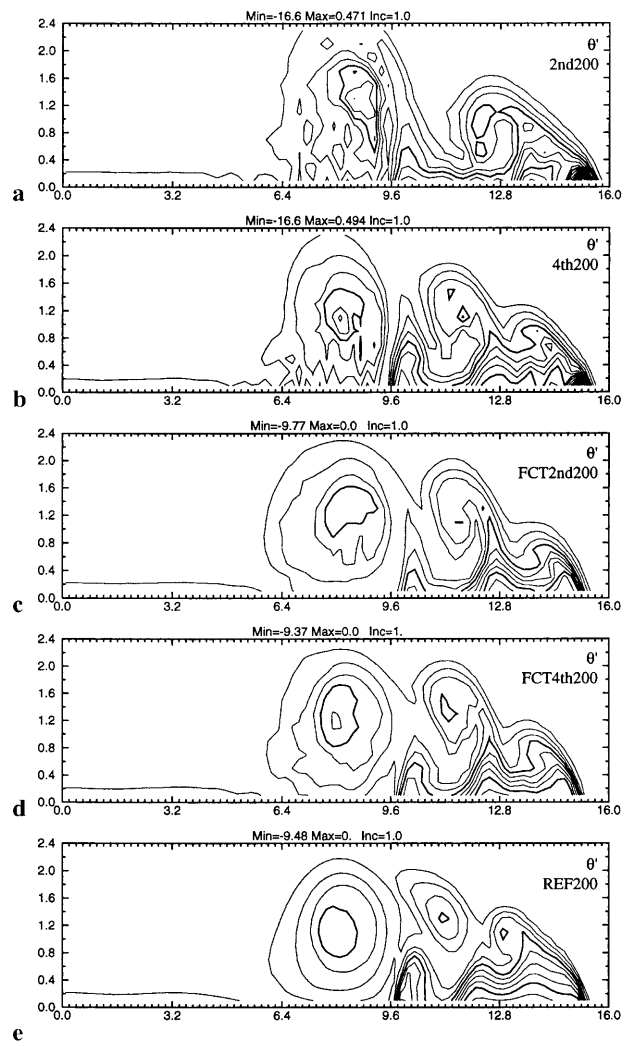 Min=-16.6 Max=0.471 Inc=1.0
2.4
2.0
1.6
1.2
0.8
0.4
0.0
θ'
2nd200
a
0.0 3.2 6.4 9.6 12.8 16.0
Min=-16.6 Max=0.494 Inc=1.0
2.4
2.0
1.6
1.2
0.8
0.4
0.0
θ'
4th200
b
0.0 3.2 6.4 9.6 12.8 16.0
Min=-9.77 Max=0.0 Inc=1.0
2.4
2.0
1.6
1.2
0.8
0.4
0.0
θ'
FCT2nd200
c
0.0 3.2 6.4 9.6 12.8 16.0
Min=-9.37 Max=0.0 Inc=1.
2.4
2.0
1.6
1.2
0.8
0.4
0.0
θ'
FCT4th200
d
0.0 3.2 6.4 9.6 12.8 16.0
Min=-9.48 Max=0. Inc=1.0
2.4
2.0
1.6
1.2
0.8
0.4
0.0
θ'
REF200
e
0.0 3.2 6.4 9.6 12.8 16.0